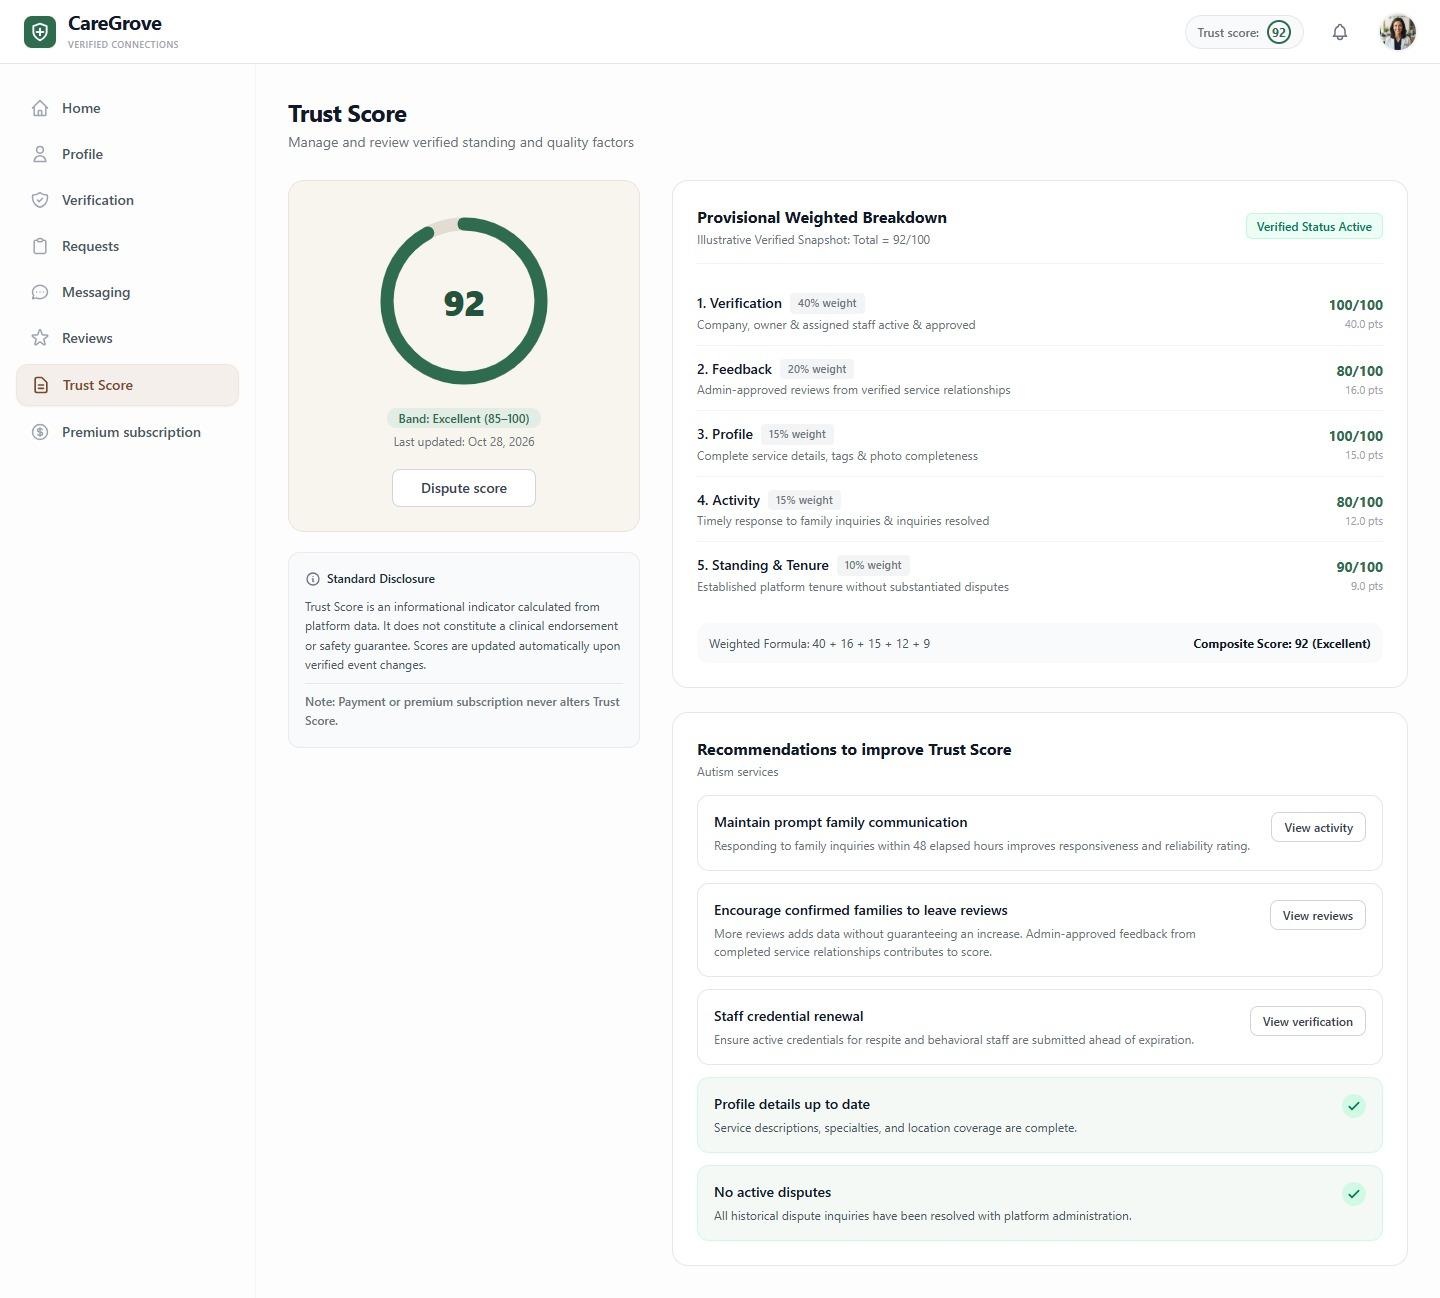 CareGrove
VERIFIED CONNECTIONS
Trust score: 92
Home
Profile
Verification
Requests
Messaging
Reviews
Trust Score
Premium subscription
Trust Score
Manage and review verified standing and quality factors
92
Band: Excellent (85–100)
Last updated: Oct 28, 2026
Dispute score
Standard Disclosure
Trust Score is an informational indicator calculated from
platform data. It does not constitute a clinical endorsement
or safety guarantee. Scores are updated automatically upon
verified event changes.
Note: Payment or premium subscription never alters Trust
Score.
Provisional Weighted Breakdown
Illustrative Verified Snapshot: Total = 92/100
Verified Status Active
1. Verification 40% weight 100/100
Company, owner & assigned staff active & approved 40.0 pts
2. Feedback 20% weight 80/100
Admin-approved reviews from verified service relationships 16.0 pts
3. Profile 15% weight 100/100
Complete service details, tags & photo completeness 15.0 pts
4. Activity 15% weight 80/100
Timely response to family inquiries & inquiries resolved 12.0 pts
5. Standing & Tenure 10% weight 90/100
Established platform tenure without substantiated disputes 9.0 pts
Weighted Formula: 40 + 16 + 15 + 12 + 9 Composite Score: 92 (Excellent)
Recommendations to improve Trust Score
Autism services
Maintain prompt family communication
Responding to family inquiries within 48 elapsed hours improves responsiveness and reliability rating.
View activity
Encourage confirmed families to leave reviews
More reviews adds data without guaranteeing an increase. Admin-approved feedback from
completed service relationships contributes to score.
View reviews
Staff credential renewal
Ensure active credentials for respite and behavioral staff are submitted ahead of expiration.
View verification
Profile details up to date
Service descriptions, specialties, and location coverage are complete.
No active disputes
All historical dispute inquiries have been resolved with platform administration.